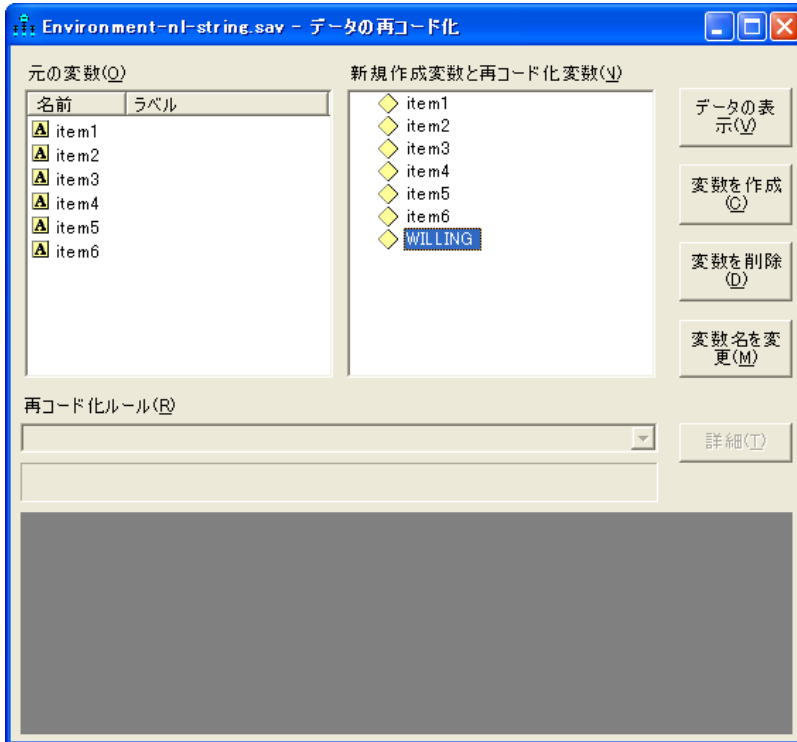 Environment-nl-string.sav - データの再コード化
元の変数(O)
名前 ラベル
item1
item2
item3
item4
item5
item6
新規作成変数と再コード化変数(V)
item1
item2
item3
item4
item5
item6
WILLING
データの表
示(V)
変数を作成
(C)
変数を削除
(D)
変数名を変
更(M)
再コード化ルール(R)
詳細(T)